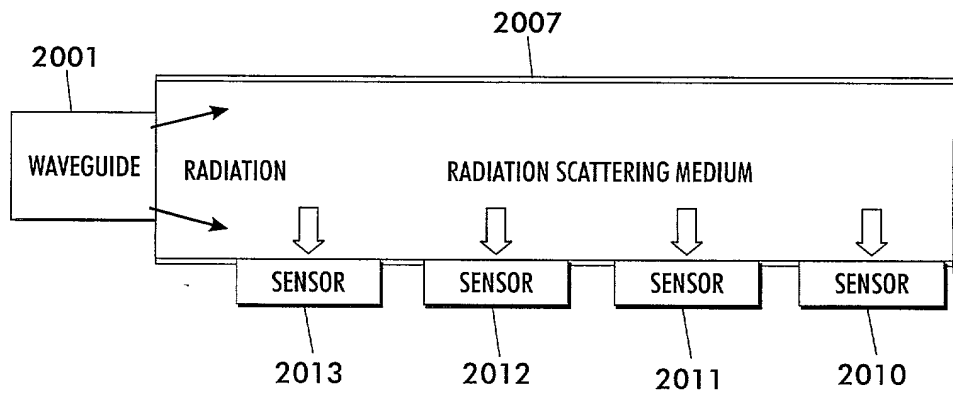 2007
2001
WAVEGUIDE
RADIATION
RADIATION SCATTERING MEDIUM
SENSOR
SENSOR
SENSOR
SENSOR
2013
2012
2011
2010